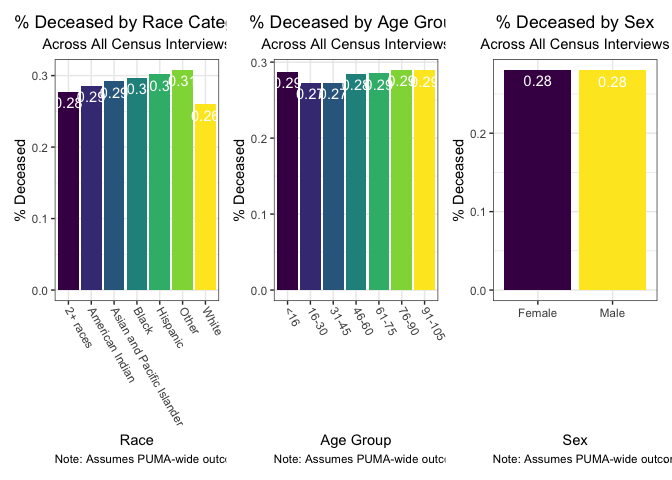 % Deceased by Race Categ
Across All Census Interviews
% Deceased
0.3
0.2
0.1
0.0
0.28
0.29
0.29
0.3
0.3
0.31
0.26
2+ races
American Indian
Asian and Pacific Islander
Black
Hispanic
Other
White
Race
Note: Assumes PUMA-wide outco
% Deceased by Age Grou
Across All Census Interviews
% Deceased
0.3
0.2
0.1
0.0
0.29
0.27
0.27
0.28
0.29
0.29
0.29
<16
16-30
31-45
46-60
61-75
76-90
91-105
Age Group
Note: Assumes PUMA-wide outco
% Deceased by Sex
Across All Census Interviews
% Deceased
0.2
0.1
0.0
0.28
0.28
Female
Male
Sex
Note: Assumes PUMA-wide outcor